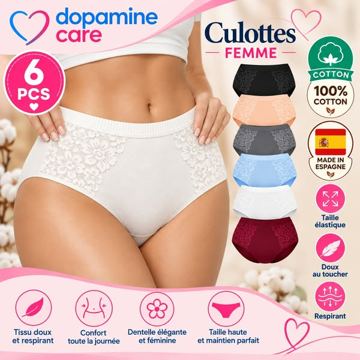 dopamine
care
6
PCS
Culottes
FEMME
COTTON
100%
COTTON
MADE IN
ESPAGNE
Taille
élastique
Doux
au toucher
Respirant
Tissu doux
et respirant
Confort
toute la journée
Dentelle élégante
et féminine
Taille haute
et maintien parfait